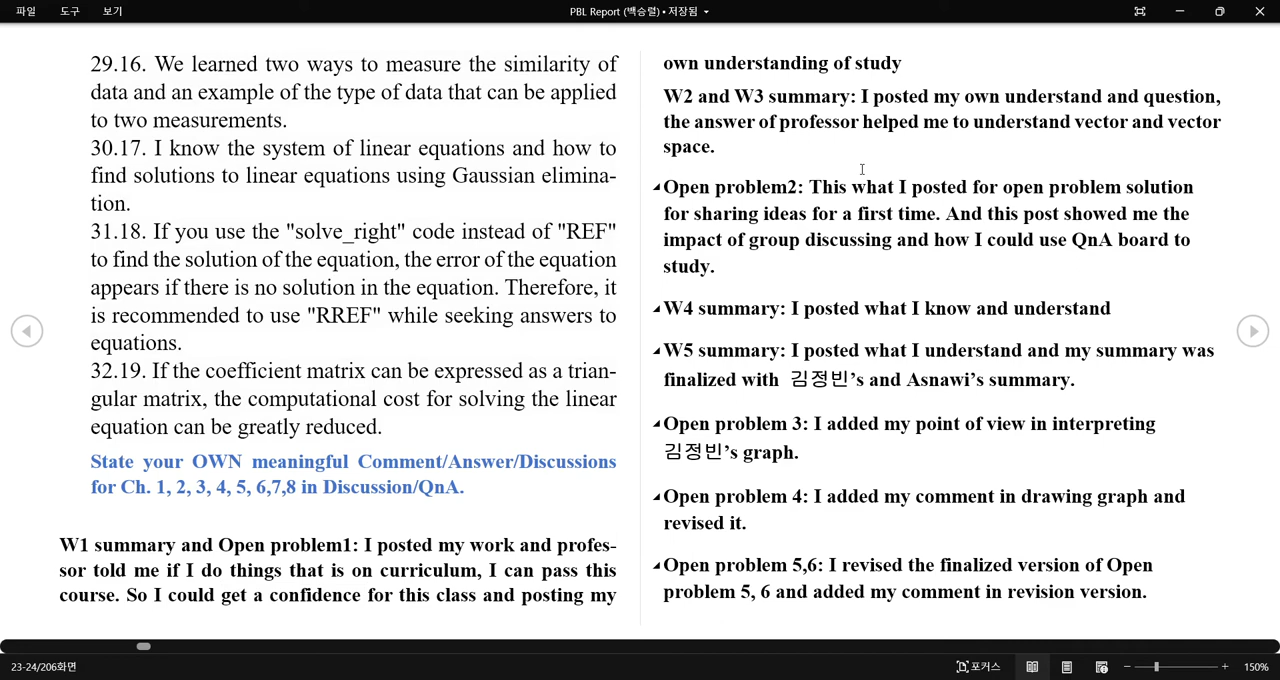 파일 도구 보기
PBL Report (백승렬) • 저장됨
29.16. We learned two ways to measure the similarity of
data and an example of the type of data that can be applied
to two measurements.
30.17. I know the system of linear equations and how to
find solutions to linear equations using Gaussian elimina-
tion.
31.18. If you use the "solve_right" code instead of "REF"
to find the solution of the equation, the error of the equation
appears if there is no solution in the equation. Therefore, it
is recommended to use "RREF" while seeking answers to
equations.
32.19. If the coefficient matrix can be expressed as a trian-
gular matrix, the computational cost for solving the linear
equation can be greatly reduced.
State your OWN meaningful Comment/Answer/Discussions
for Ch. 1, 2, 3, 4, 5, 6,7,8 in Discussion/QnA.
W1 summary and Open problem1: I posted my work and profes-
sor told me if I do things that is on curriculum, I can pass this
course. So I could get a confidence for this class and posting my
own understanding of study
W2 and W3 summary: I posted my own understand and question,
the answer of professor helped me to understand vector and vector
space.
Open problem2: This what I posted for open problem solution
for sharing ideas for a first time. And this post showed me the
impact of group discussing and how I could use QnA board to
study.
W4 summary: I posted what I know and understand
W5 summary: I posted what I understand and my summary was
finalized with 김정빈's and Asnawi's summary.
Open problem 3: I added my point of view in interpreting
김정빈's graph.
Open problem 4: I added my comment in drawing graph and
revised it.
Open problem 5,6: I revised the finalized version of Open
problem 5, 6 and added my comment in revision version.
23-24/206화면
포커스
150%